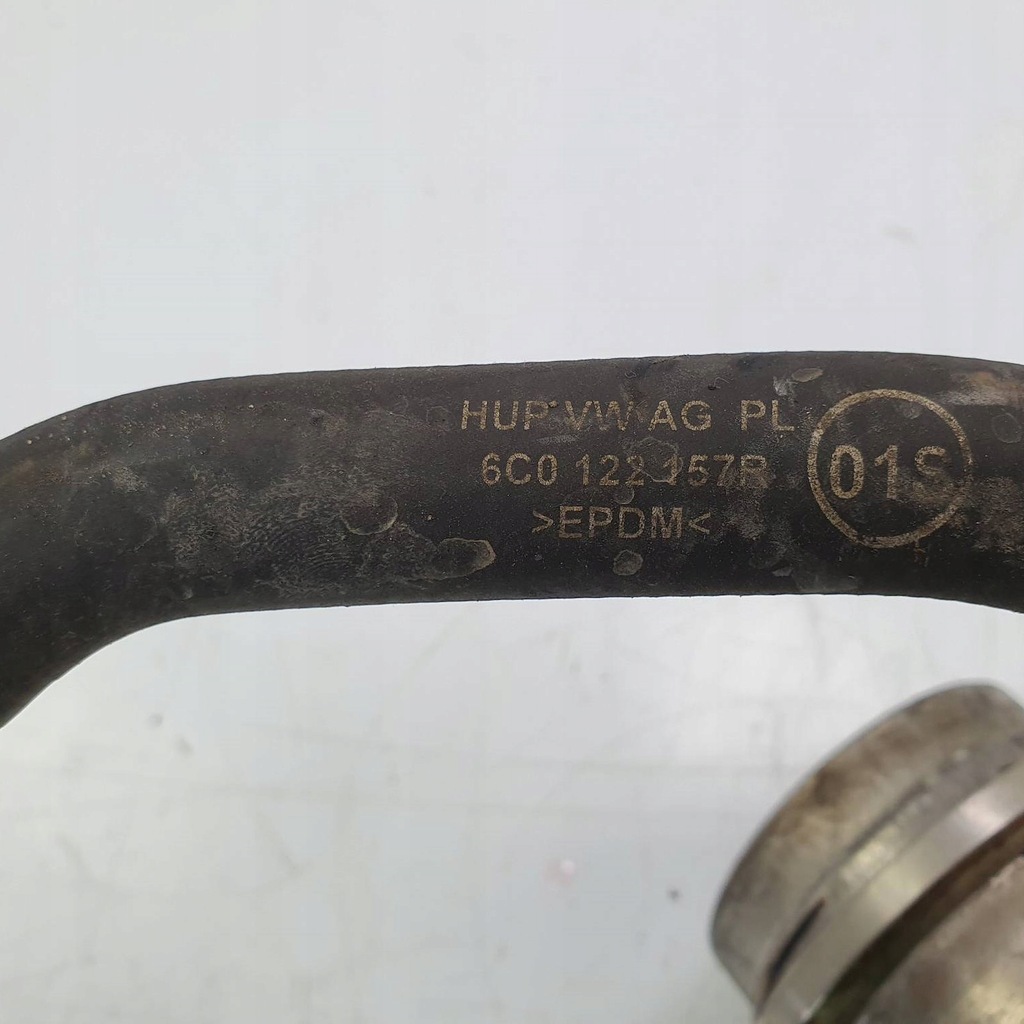 HUP VW AG PL
6C0 122 157R
>EPDM<
01S